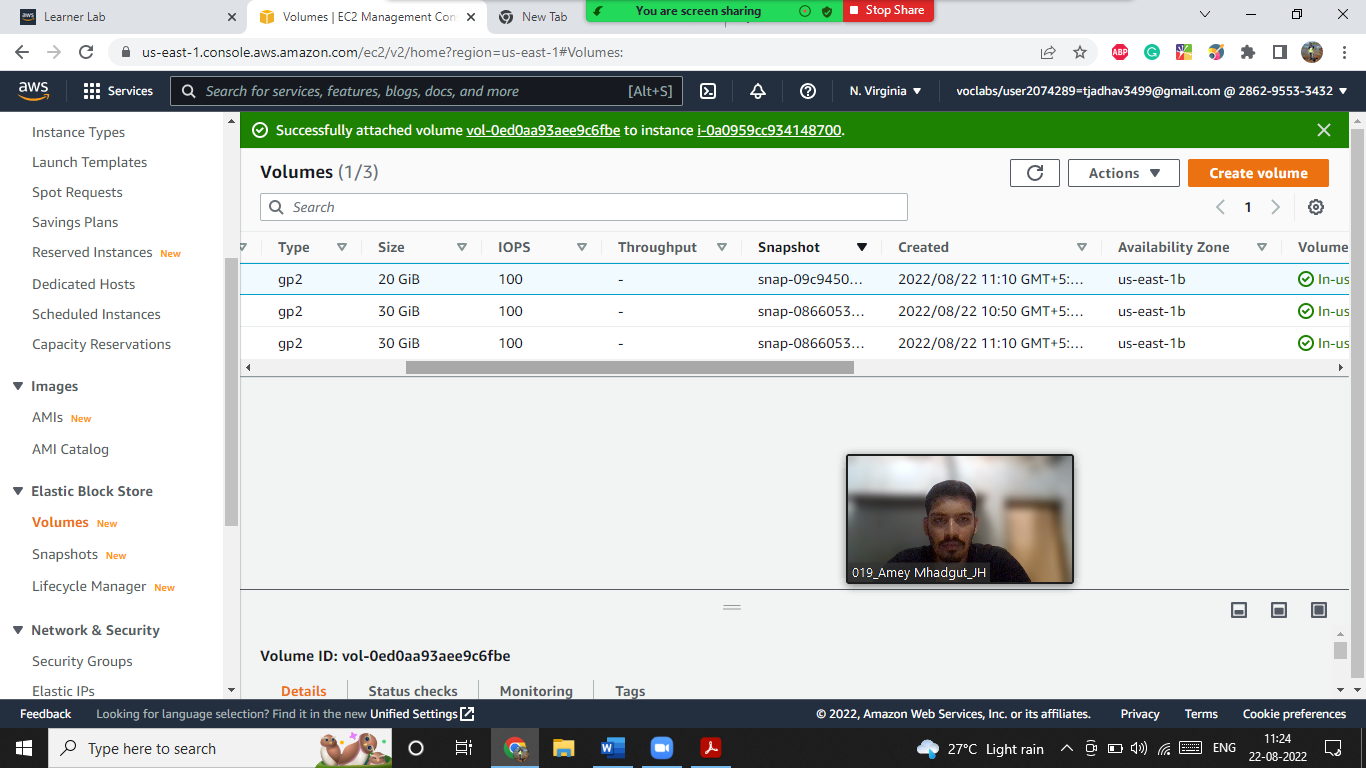 Learner Lab
Volumes | EC2 Management Con
New Tab
You are screen sharing
Stop Share
us-east-1.console.aws.amazon.com/ec2/v2/home?region=us-east-1#Volumes:
ABP
aws
Services
Search for services, features, blogs, docs, and more
[Alt+S]
N. Virginia
voclabs/user2074289=tjadhav3499@gmail.com @ 2862-9553-3432
Instance Types
Launch Templates
Spot Requests
Savings Plans
Reserved Instances New
Dedicated Hosts
Scheduled Instances
Capacity Reservations
Images
AMIs New
AMI Catalog
Elastic Block Store
Volumes New
Snapshots New
Lifecycle Manager New
Network & Security
Security Groups
Elastic IPs
Successfully attached volume vol-0ed0aa93aee9c6fbe to instance i-0a0959cc934148700.
Volumes (1/3)
Actions
Create volume
Search
1
Type Size IOPS Throughput Snapshot Created Availability Zone Volume
gp2 20 GiB 100 - snap-09c9450... 2022/08/22 11:10 GMT+5:... us-east-1b In-us
gp2 30 GiB 100 - snap-0866053... 2022/08/22 10:50 GMT+5:... us-east-1b In-us
gp2 30 GiB 100 - snap-0866053... 2022/08/22 11:10 GMT+5:... us-east-1b In-us
019_Amey Mhadgut_JH
Volume ID: vol-0ed0aa93aee9c6fbe
Details Status checks Monitoring Tags
Feedback
Looking for language selection? Find it in the new Unified Settings
© 2022, Amazon Web Services, Inc. or its affiliates.
Privacy
Terms
Cookie preferences
Type here to search
27°C Light rain
ENG
11:24
22-08-2022